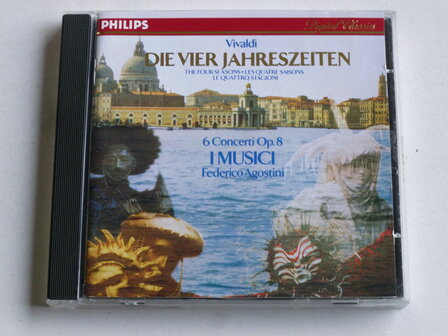 PHILIPS
Digital Classics
Vivaldi
DIE VIER JAHRESZEITEN
THE FOUR SEASONS • LES QUATRE SAISONS
LE QUATTRO STAGIONI
6 Concerti Op. 8
I MUSICI
Federico Agostini